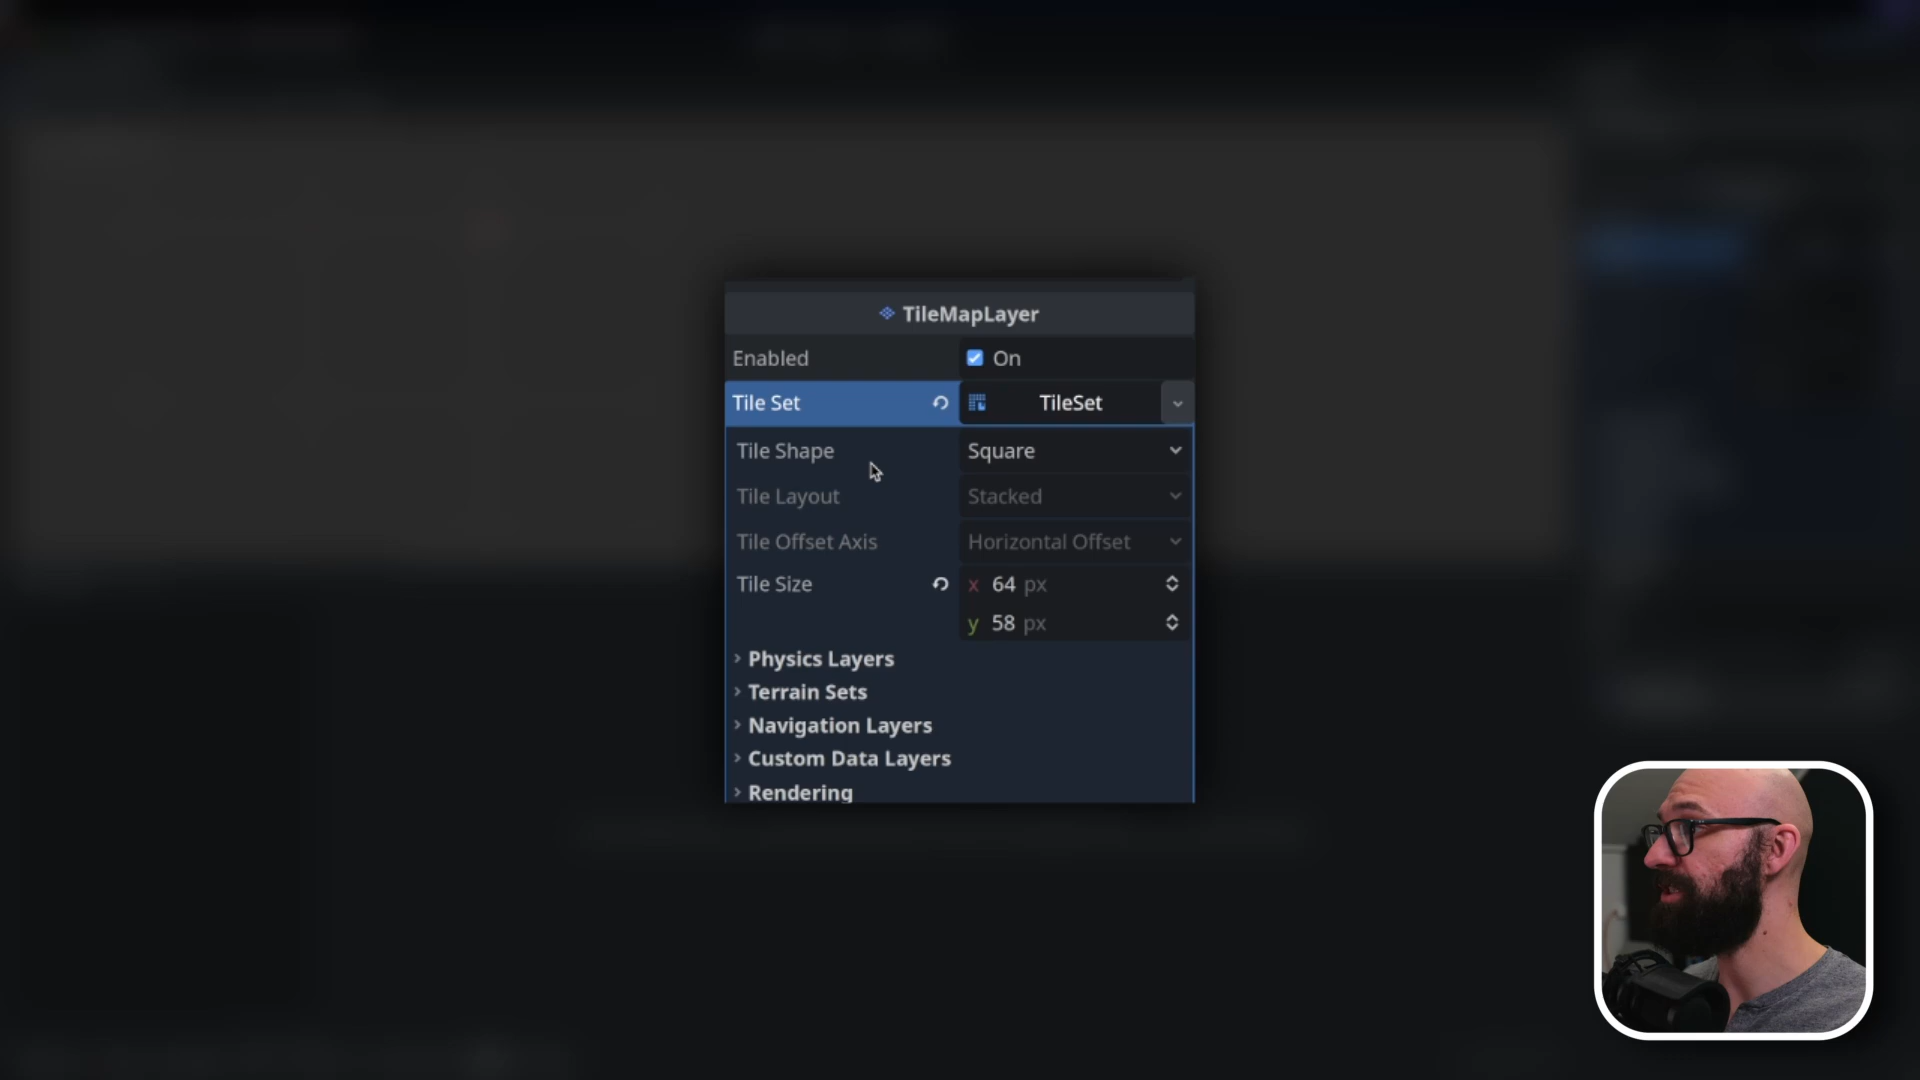 TileMapLayer
Enabled On
Tile Set TileSet
Tile Shape Square
Tile Layout Stacked
Tile Offset Axis Horizontal Offset
Tile Size x 64 px
y 58 px
Physics Layers
Terrain Sets
Navigation Layers
Custom Data Layers
Rendering